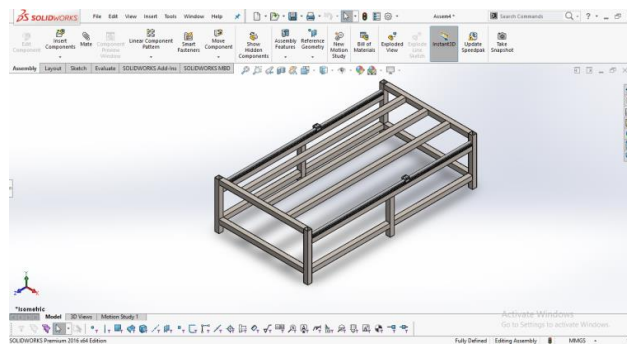 SOLIDWORKS File Edit View Insert Tools Window Help Assem4 * Search Commands
Edit Component Insert Components Mate Component Preview Window Linear Component Pattern Smart Fasteners Move Component Show Hidden Components Assembly Features Reference Geometry New Motion Study Bill of Materials Exploded View Explode Line Sketch Instant3D Update Speedpak Take Snapshot
Assembly Layout Sketch Evaluate SOLIDWORKS Add-Ins SOLIDWORKS MBD
*Isometric
Model 3D Views Motion Study 1
Activate Windows
Go to Settings to activate Windows.
SOLIDWORKS Premium 2016 x64 Edition Fully Defined Editing Assembly MMGS